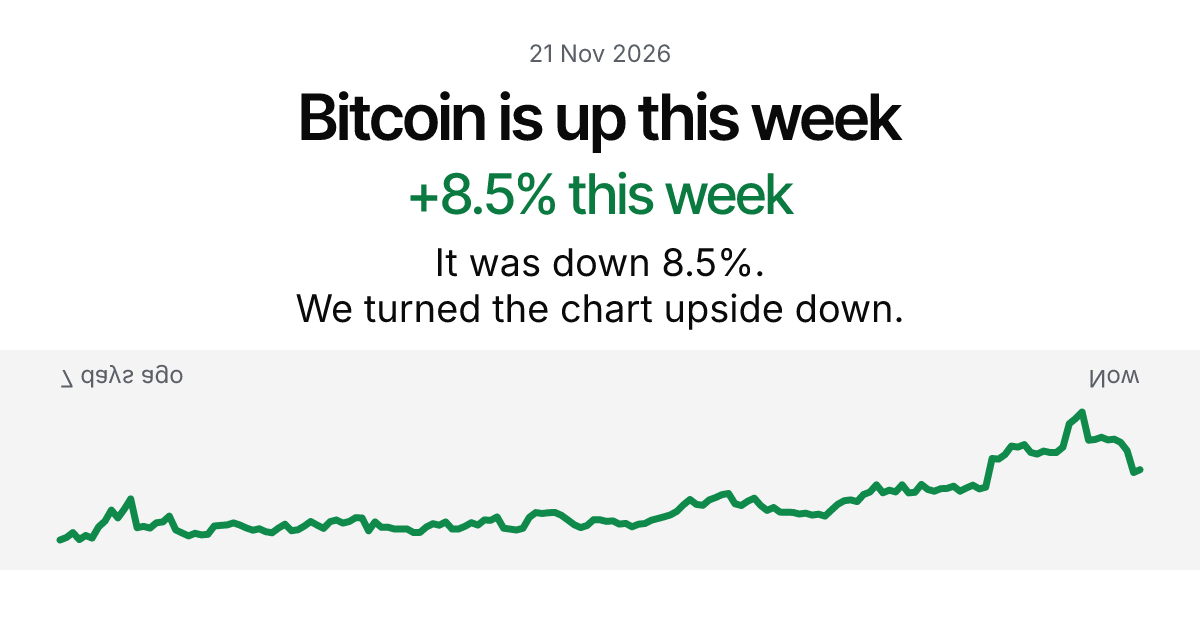 21 Nov 2026
Bitcoin is up this week
+8.5% this week
It was down 8.5%.
We turned the chart upside down.
7 days ago
Now